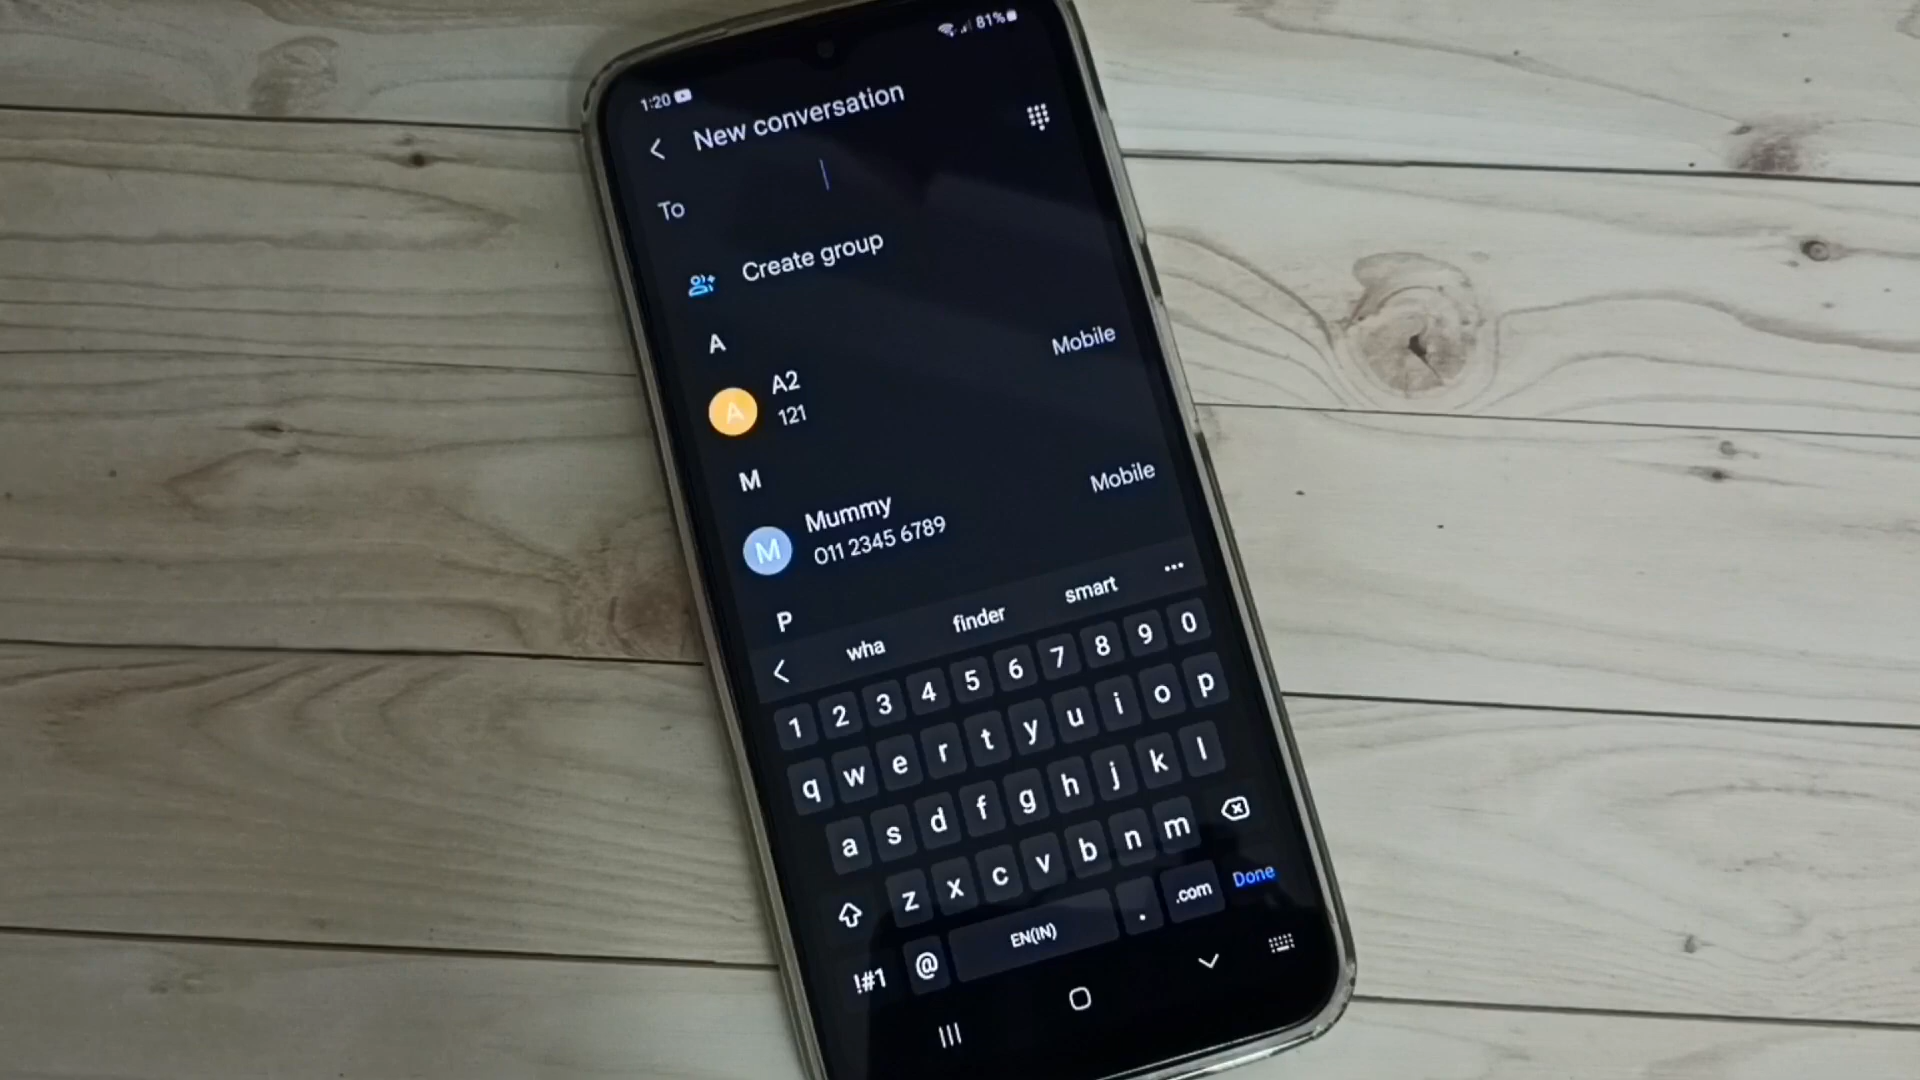 81%
1:20
New conversation
To
Create group
A
Mobile
A
A2
121
M
Mobile
M
Mummy
011 2345 6789
P
wha finder smart ...
1 2 3 4 5 6 7 8 9 0
q w e r t y u i o p
a s d f g h j k l
z x c v b n m
!#1 @ EN(IN) . .com Done